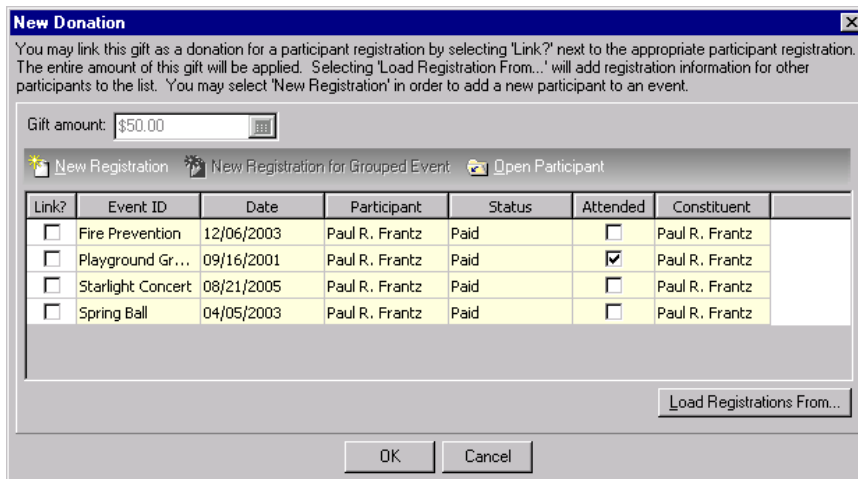 New Donation
You may link this gift as a donation for a participant registration by selecting 'Link?' next to the appropriate participant registration.
The entire amount of this gift will be applied.  Selecting 'Load Registration From...' will add registration information for other
participants to the list.  You may select 'New Registration' in order to add a new participant to an event.
Gift amount: $50.00
New Registration New Registration for Grouped Event Open Participant
Link? Event ID Date Participant Status Attended Constituent
Fire Prevention 12/06/2003 Paul R. Frantz Paid Paul R. Frantz
Playground Gr... 09/16/2001 Paul R. Frantz Paid Paul R. Frantz
Starlight Concert 08/21/2005 Paul R. Frantz Paid Paul R. Frantz
Spring Ball 04/05/2003 Paul R. Frantz Paid Paul R. Frantz
Load Registrations From...
OK Cancel